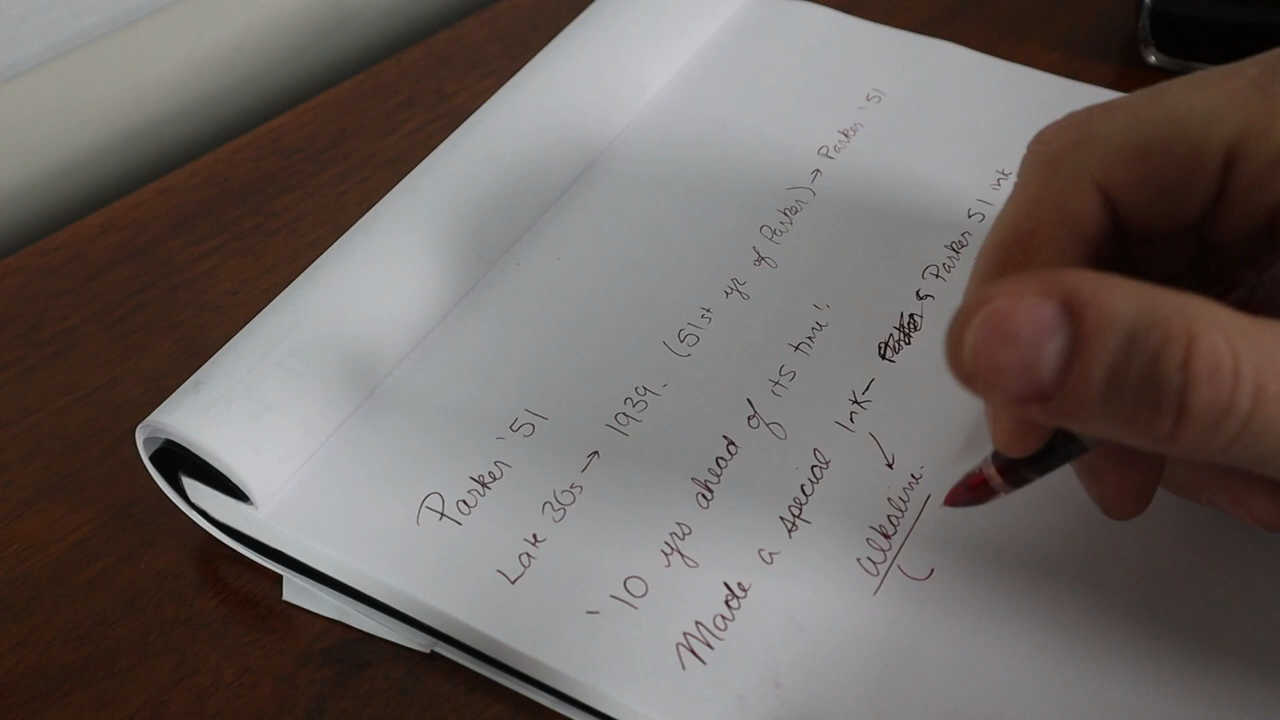 Parker '51
Late 30s → 1939. (51st yr of Parker) → Parker '51
'10 yrs ahead of its time'
Made a special Ink - Parker 51 ink
alkaline.